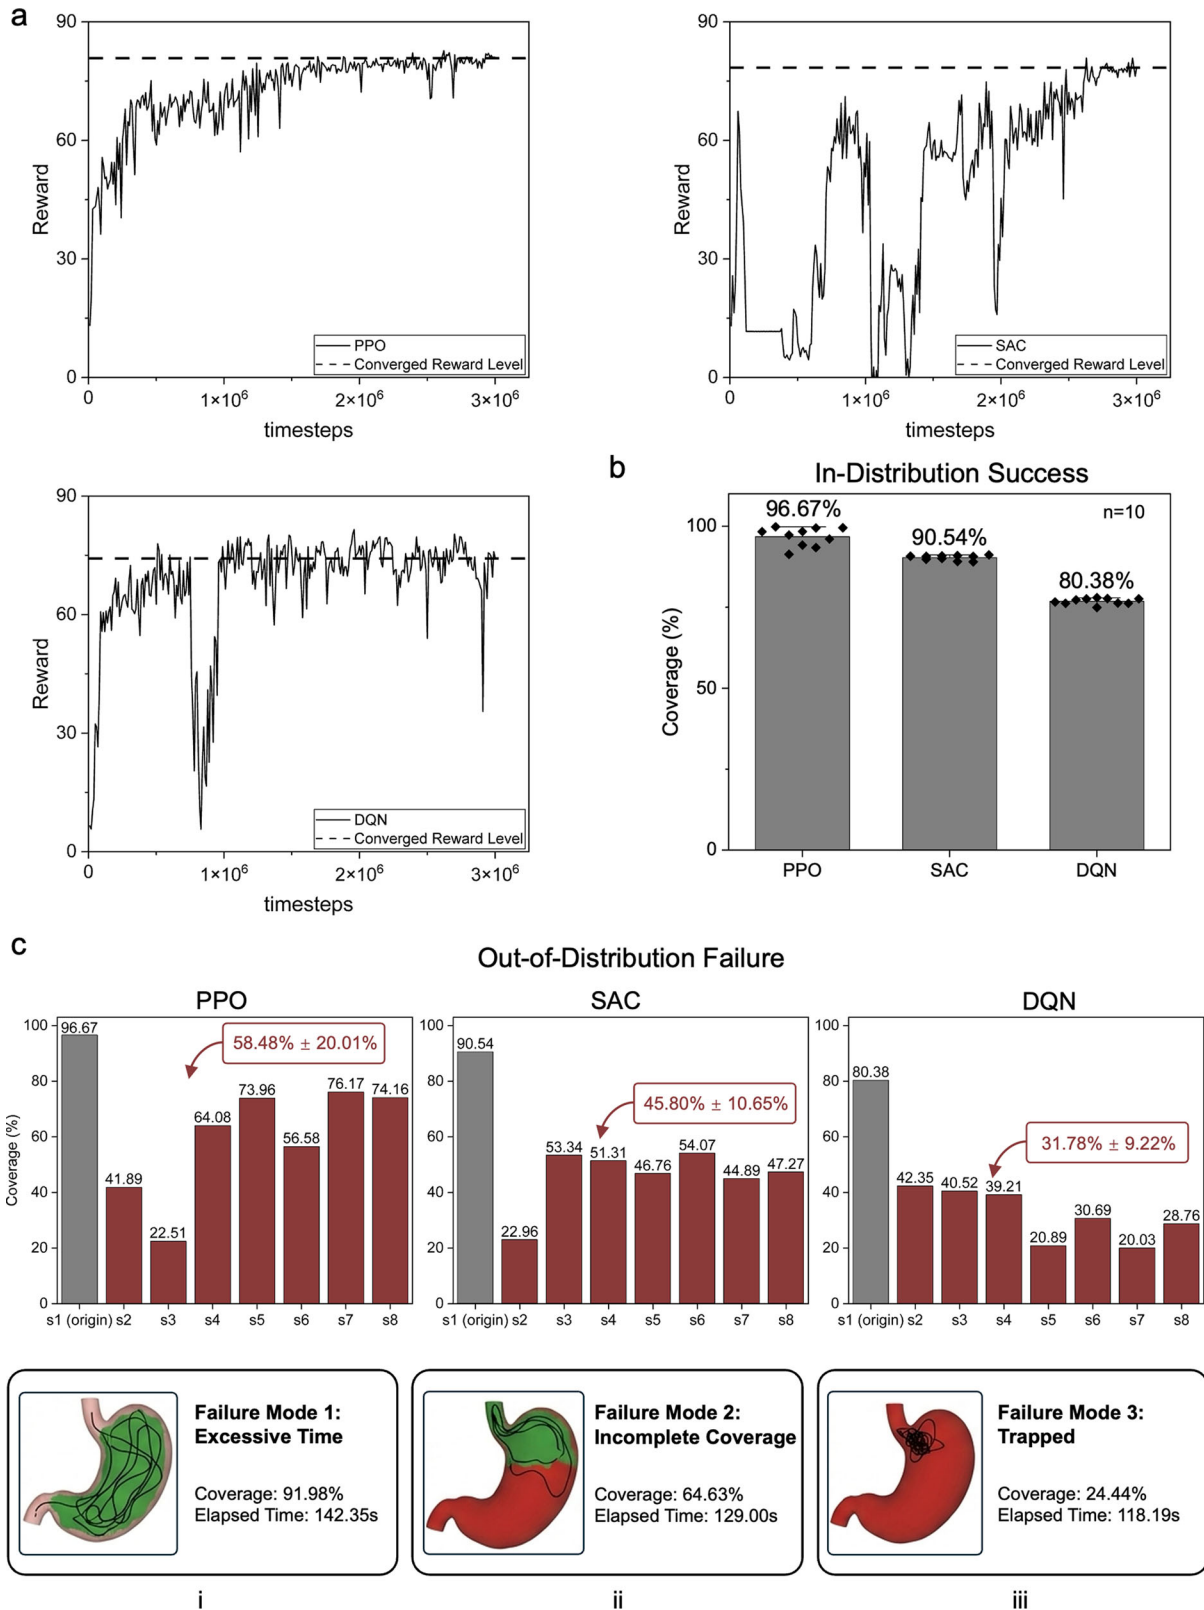 a
90
60
30
0
Reward
PPO
Converged Reward Level
0
1×10⁶
2×10⁶
3×10⁶
timesteps
90
60
30
0
Reward
SAC
Converged Reward Level
0
1×10⁶
2×10⁶
3×10⁶
timesteps
90
60
30
0
Reward
DQN
Converged Reward Level
0
1×10⁶
2×10⁶
3×10⁶
timesteps
b
In-Distribution Success
n=10
96.67%
90.54%
80.38%
100
50
0
Coverage (%)
PPO
SAC
DQN
c
Out-of-Distribution Failure
PPO
100
80
60
40
20
0
Coverage (%)
58.48% ± 20.01%
96.67
41.89
22.51
64.08
73.96
56.58
76.17
74.16
s1 (origin) s2 s3 s4 s5 s6 s7 s8
SAC
100
80
60
40
20
0
45.80% ± 10.65%
90.54
22.96
53.34
51.31
46.76
54.07
44.89
47.27
s1 (origin) s2 s3 s4 s5 s6 s7 s8
DQN
100
80
60
40
20
0
31.78% ± 9.22%
80.38
42.35
40.52
39.21
20.89
30.69
20.03
28.76
s1 (origin) s2 s3 s4 s5 s6 s7 s8
Failure Mode 1:
Excessive Time
Coverage: 91.98%
Elapsed Time: 142.35s
i
Failure Mode 2:
Incomplete Coverage
Coverage: 64.63%
Elapsed Time: 129.00s
ii
Failure Mode 3:
Trapped
Coverage: 24.44%
Elapsed Time: 118.19s
iii